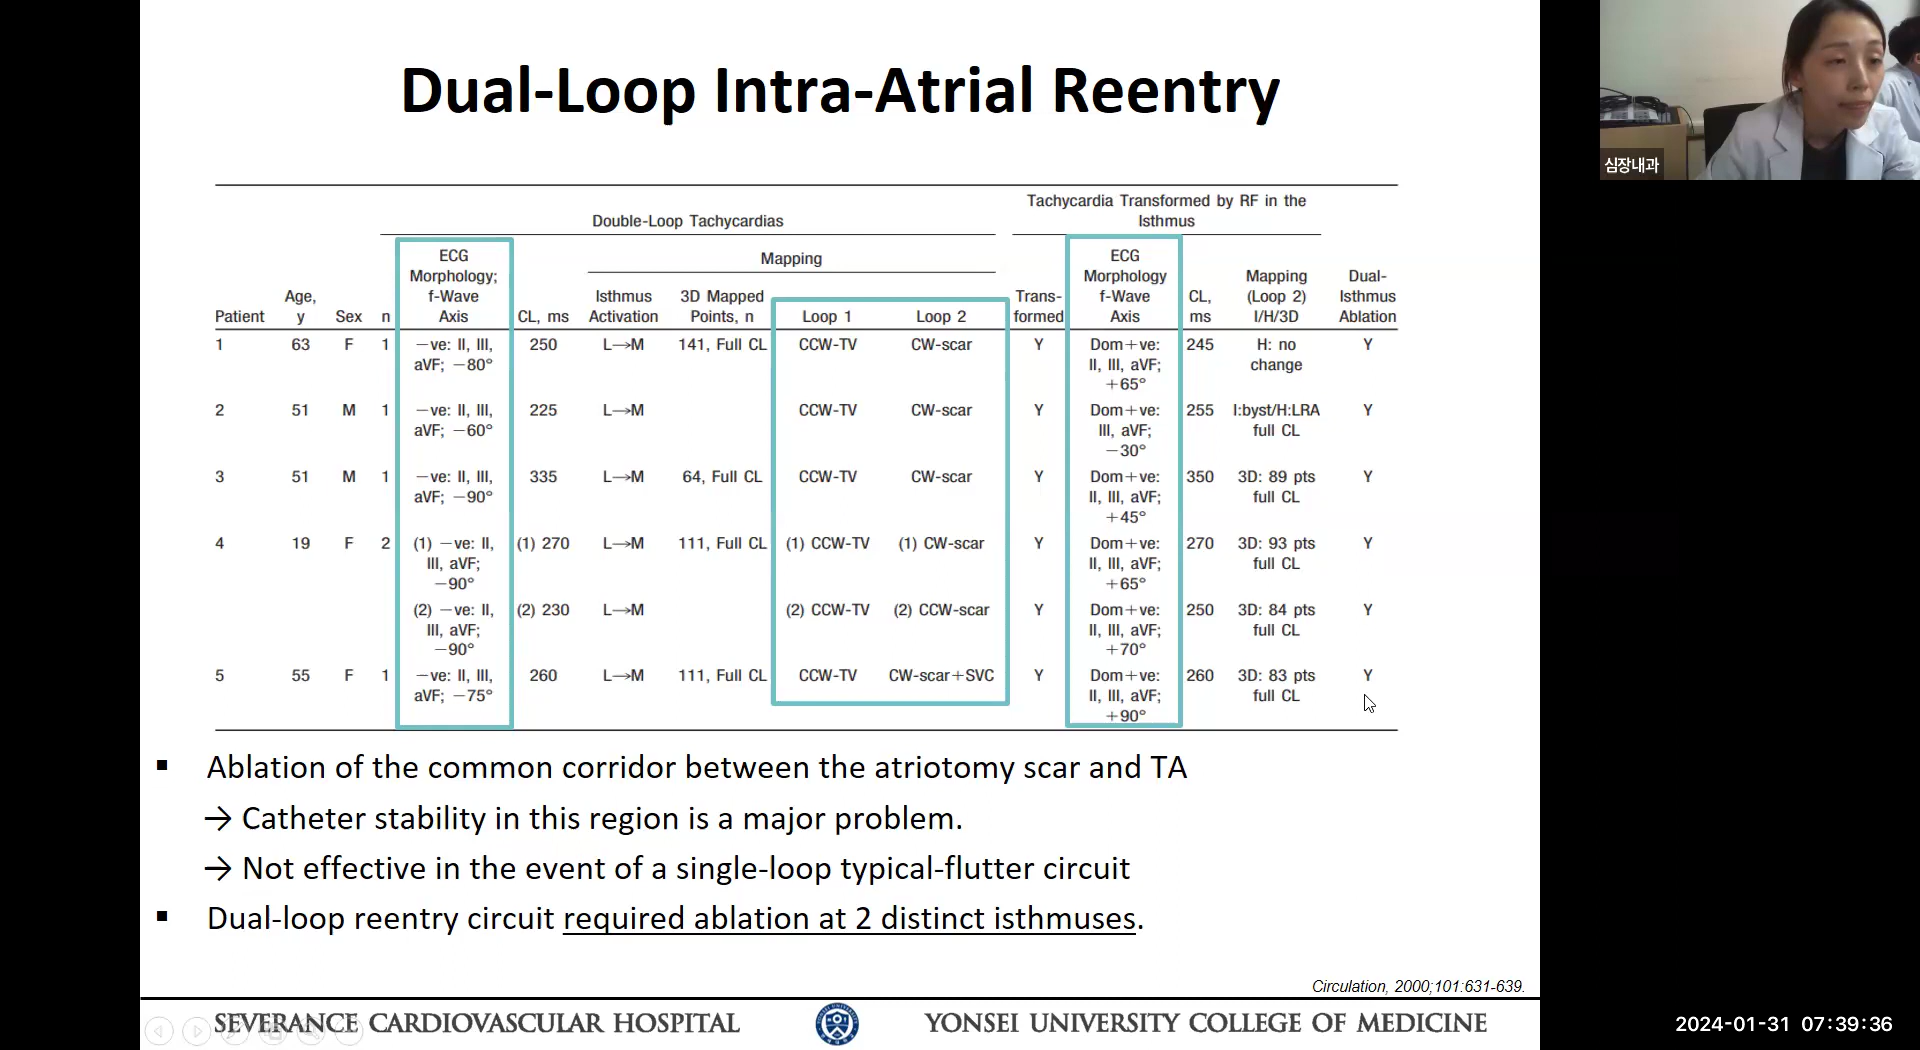 Dual-Loop Intra-Atrial Reentry
심장내과
Tachycardia Transformed by RF in the
Isthmus
Double-Loop Tachycardias
Mapping
ECG
Morphology;
f-Wave
Axis
ECG
Morphology
f-Wave
Axis
Patient
Age,
y
Sex
n
CL, ms
Isthmus
Activation
3D Mapped
Points, n
Loop 1
Loop 2
Trans-
formed
CL,
ms
Mapping
(Loop 2)
I/H/3D
Dual-
Isthmus
Ablation
1 63 F 1 −ve: II, III, 250 L→M 141, Full CL CCW-TV CW-scar Y Dom+ve: 245 H: no Y
aVF; −80° II, III, aVF; change
+65°
2 51 M 1 −ve: II, III, 225 L→M CCW-TV CW-scar Y Dom+ve: 255 I:byst/H:LRA Y
aVF; −60° III, aVF; full CL
−30°
3 51 M 1 −ve: II, III, 335 L→M 64, Full CL CCW-TV CW-scar Y Dom+ve: 350 3D: 89 pts Y
aVF; −90° II, III, aVF; full CL
+45°
4 19 F 2 (1) −ve: II, (1) 270 L→M 111, Full CL (1) CCW-TV (1) CW-scar Y Dom+ve: 270 3D: 93 pts Y
III, aVF; II, III, aVF; full CL
−90° +65°
(2) −ve: II, (2) 230 L→M (2) CCW-TV (2) CCW-scar Y Dom+ve: 250 3D: 84 pts Y
III, aVF; II, III, aVF; full CL
−90° +70°
5 55 F 1 −ve: II, III, 260 L→M 111, Full CL CCW-TV CW-scar+SVC Y Dom+ve: 260 3D: 83 pts Y
aVF; −75° II, III, aVF; full CL
+90°
▪ Ablation of the common corridor between the atriotomy scar and TA
→ Catheter stability in this region is a major problem.
→ Not effective in the event of a single-loop typical-flutter circuit
▪ Dual-loop reentry circuit required ablation at 2 distinct isthmuses.
Circulation, 2000;101:631-639.
SEVERANCE CARDIOVASCULAR HOSPITAL
YONSEI UNIVERSITY COLLEGE OF MEDICINE
2024-01-31 07:39:36